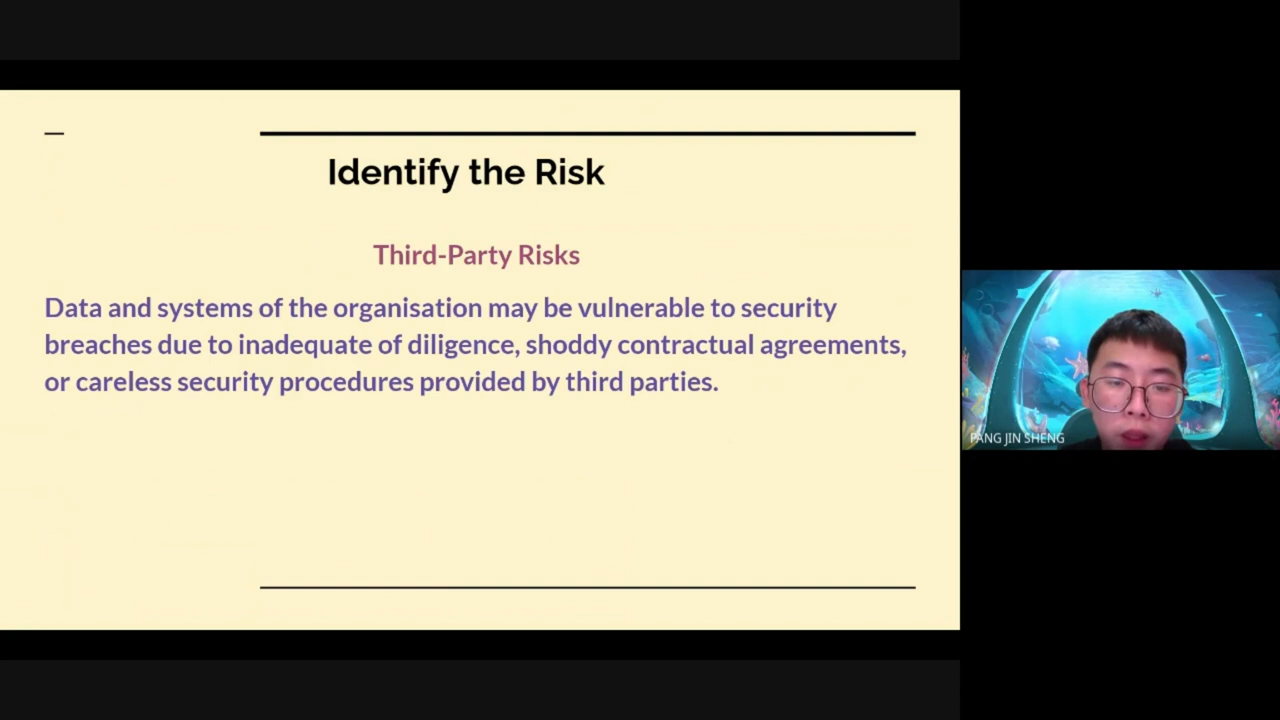 Identify the Risk
Third-Party Risks
Data and systems of the organisation may be vulnerable to security
breaches due to inadequate of diligence, shoddy contractual agreements,
or careless security procedures provided by third parties.
PANG JIN SHENG